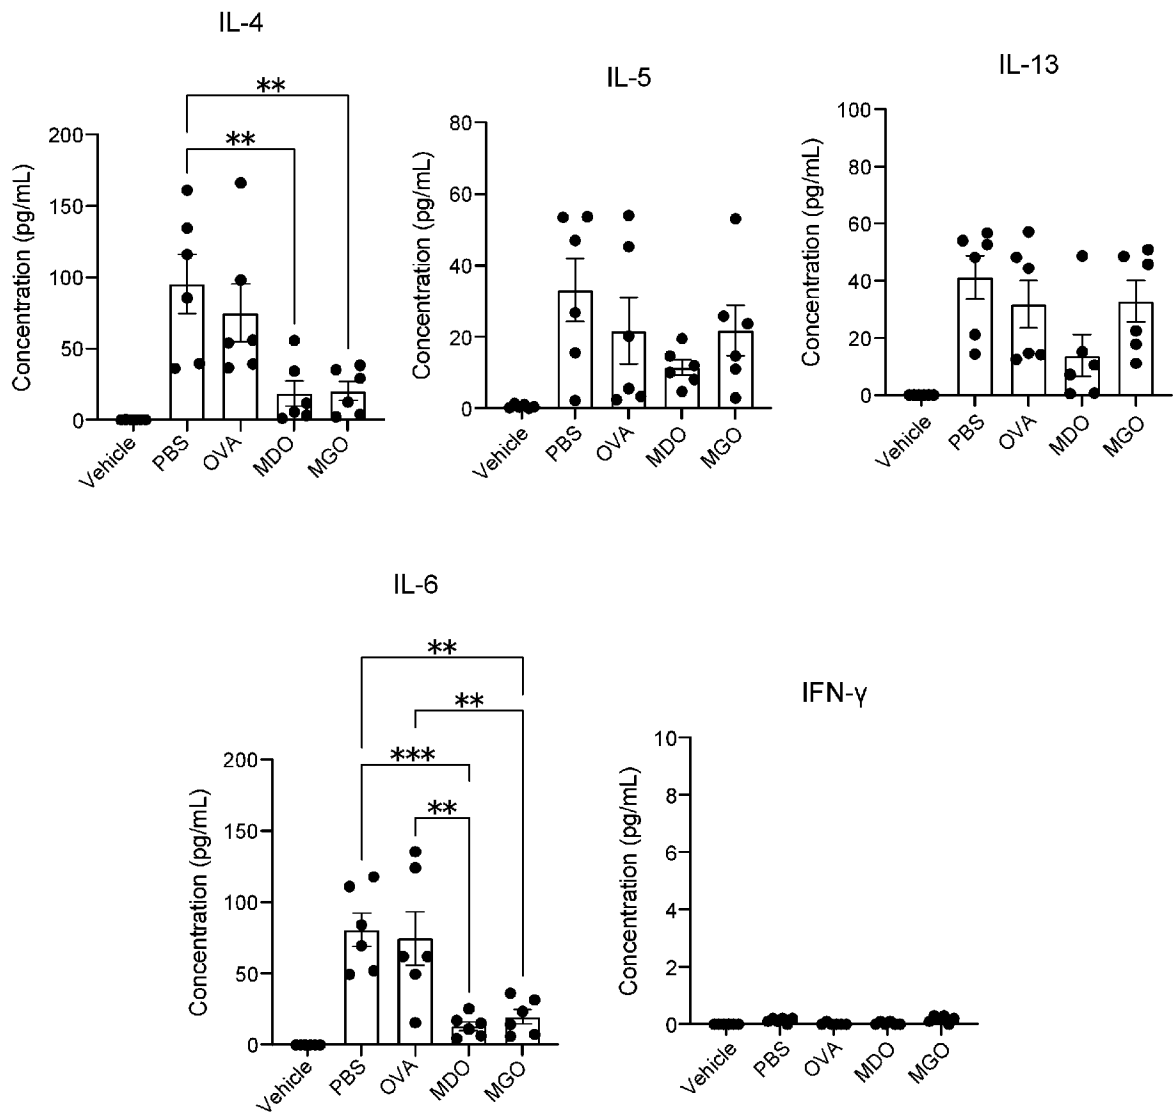 IL-4
**
**
Concentration (pg/mL)
200
150
100
50
0
Vehicle
PBS
OVA
MDO
MGO
IL-5
Concentration (pg/mL)
80
60
40
20
0
Vehicle
PBS
OVA
MDO
MGO
IL-13
Concentration (pg/mL)
100
80
60
40
20
0
Vehicle
PBS
OVA
MDO
MGO
IL-6
**
**
***
**
Concentration (pg/mL)
200
150
100
50
0
Vehicle
PBS
OVA
MDO
MGO
IFN-γ
Concentration (pg/mL)
10
8
6
4
2
0
Vehicle
PBS
OVA
MDO
MGO